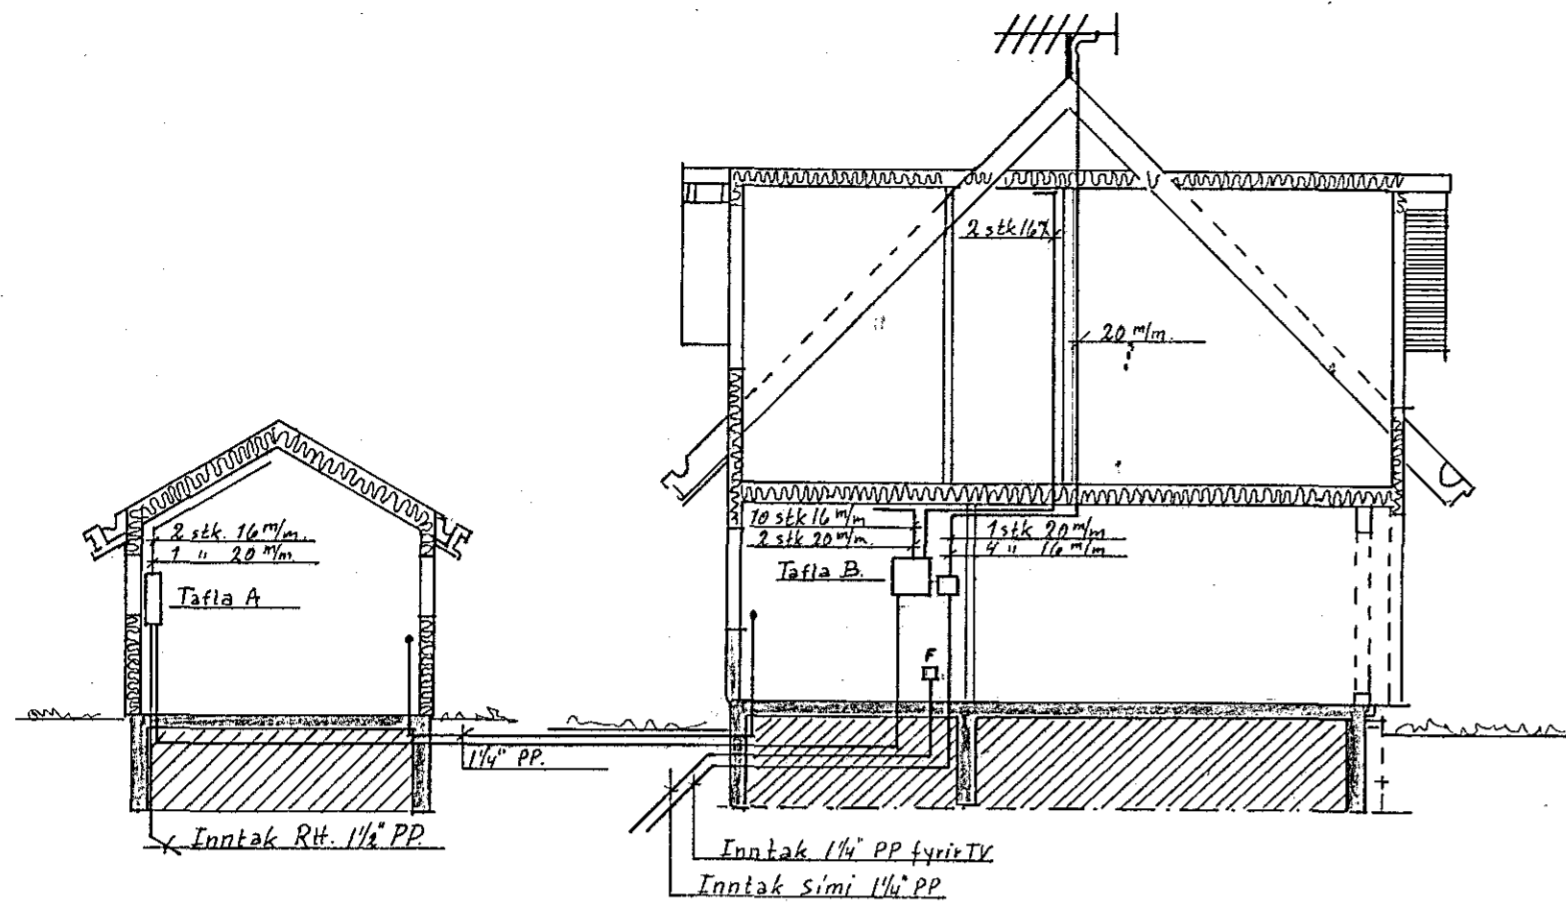 2 stk 16 m/m
20 m/m.
10 stk 16 m/m
2 stk 20 m/m.
1 stk 20 m/m
4 " 16 m/m
Tafla B.
2 stk. 16 m/m.
1 " 20 m/m.
Tafla A
F
1¼" PP.
Inntak RH. 1½" PP.
Inntak 1¼" PP fyrir TV
Inntak sími 1¼" PP